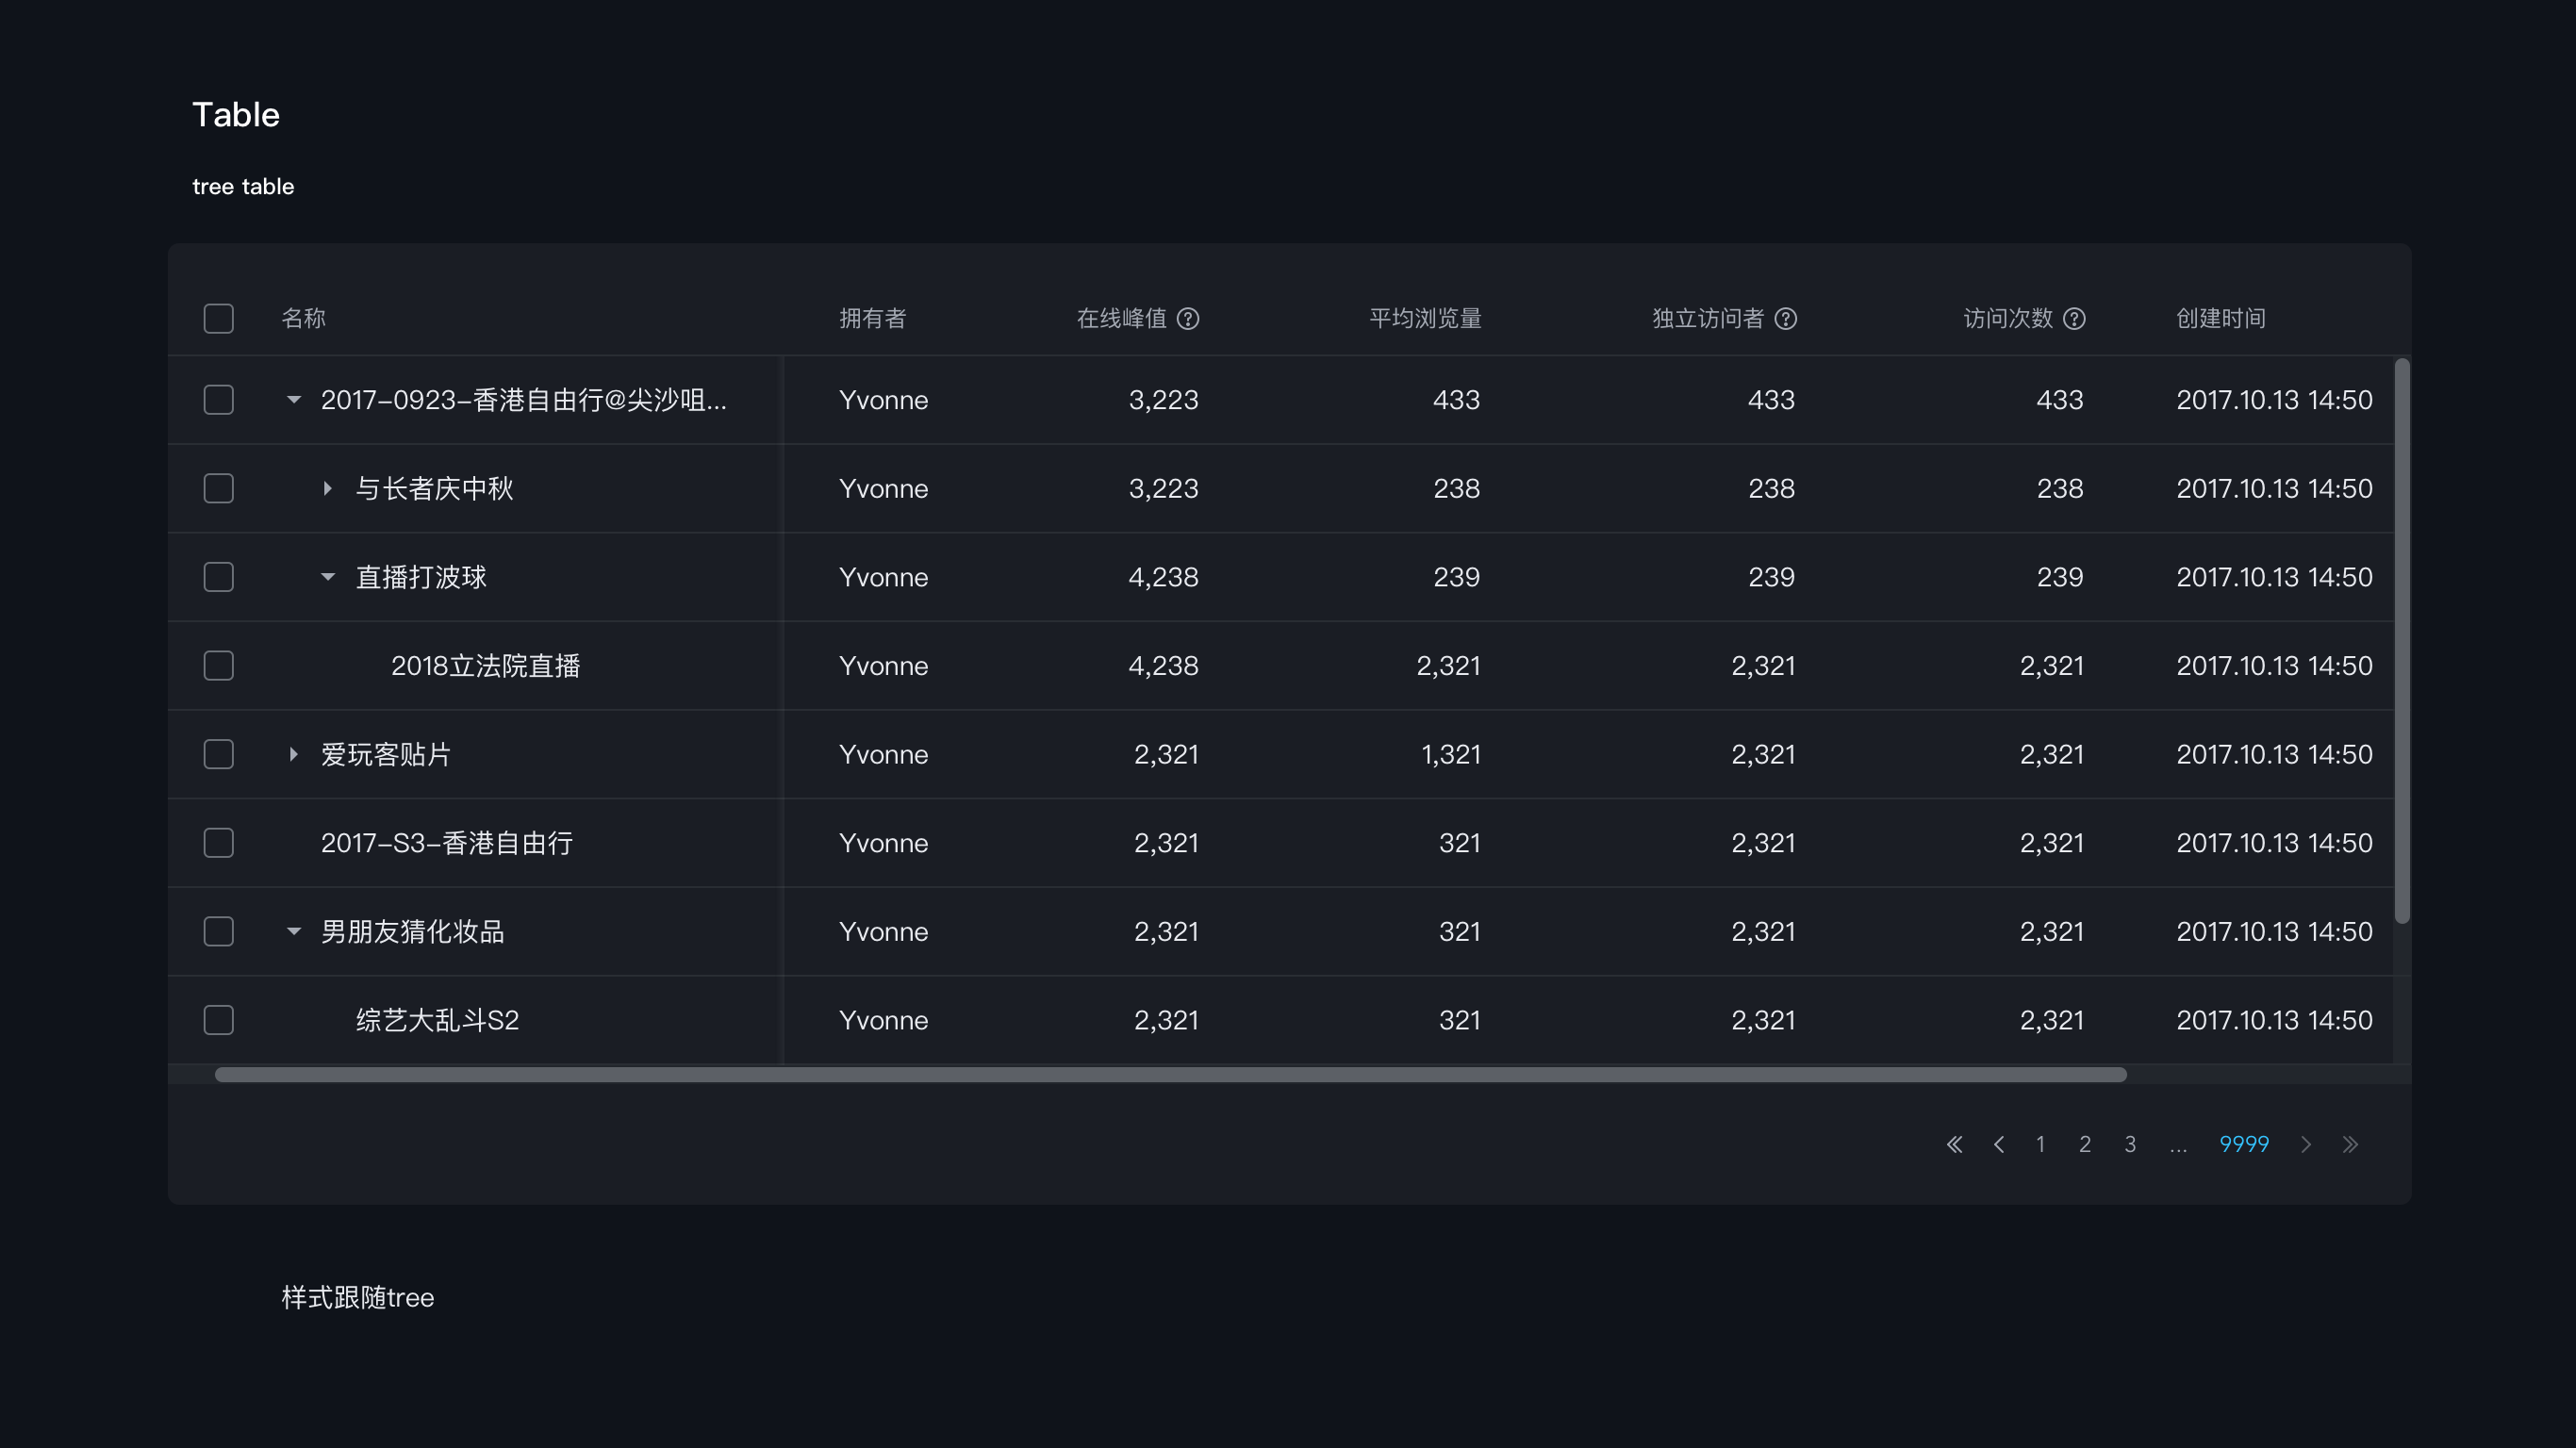 Table
tree table
名称 拥有者 在线峰值 平均浏览量 独立访问者 访问次数 创建时间
2017-0923-香港自由行@尖沙咀... Yvonne 3,223 433 433 433 2017.10.13 14:50
与长者庆中秋 Yvonne 3,223 238 238 238 2017.10.13 14:50
直播打波球 Yvonne 4,238 239 239 239 2017.10.13 14:50
2018立法院直播 Yvonne 4,238 2,321 2,321 2,321 2017.10.13 14:50
爱玩客贴片 Yvonne 2,321 1,321 2,321 2,321 2017.10.13 14:50
2017-S3-香港自由行 Yvonne 2,321 321 2,321 2,321 2017.10.13 14:50
男朋友猜化妆品 Yvonne 2,321 321 2,321 2,321 2017.10.13 14:50
综艺大乱斗S2 Yvonne 2,321 321 2,321 2,321 2017.10.13 14:50
1 2 3 ... 9999
样式跟随tree